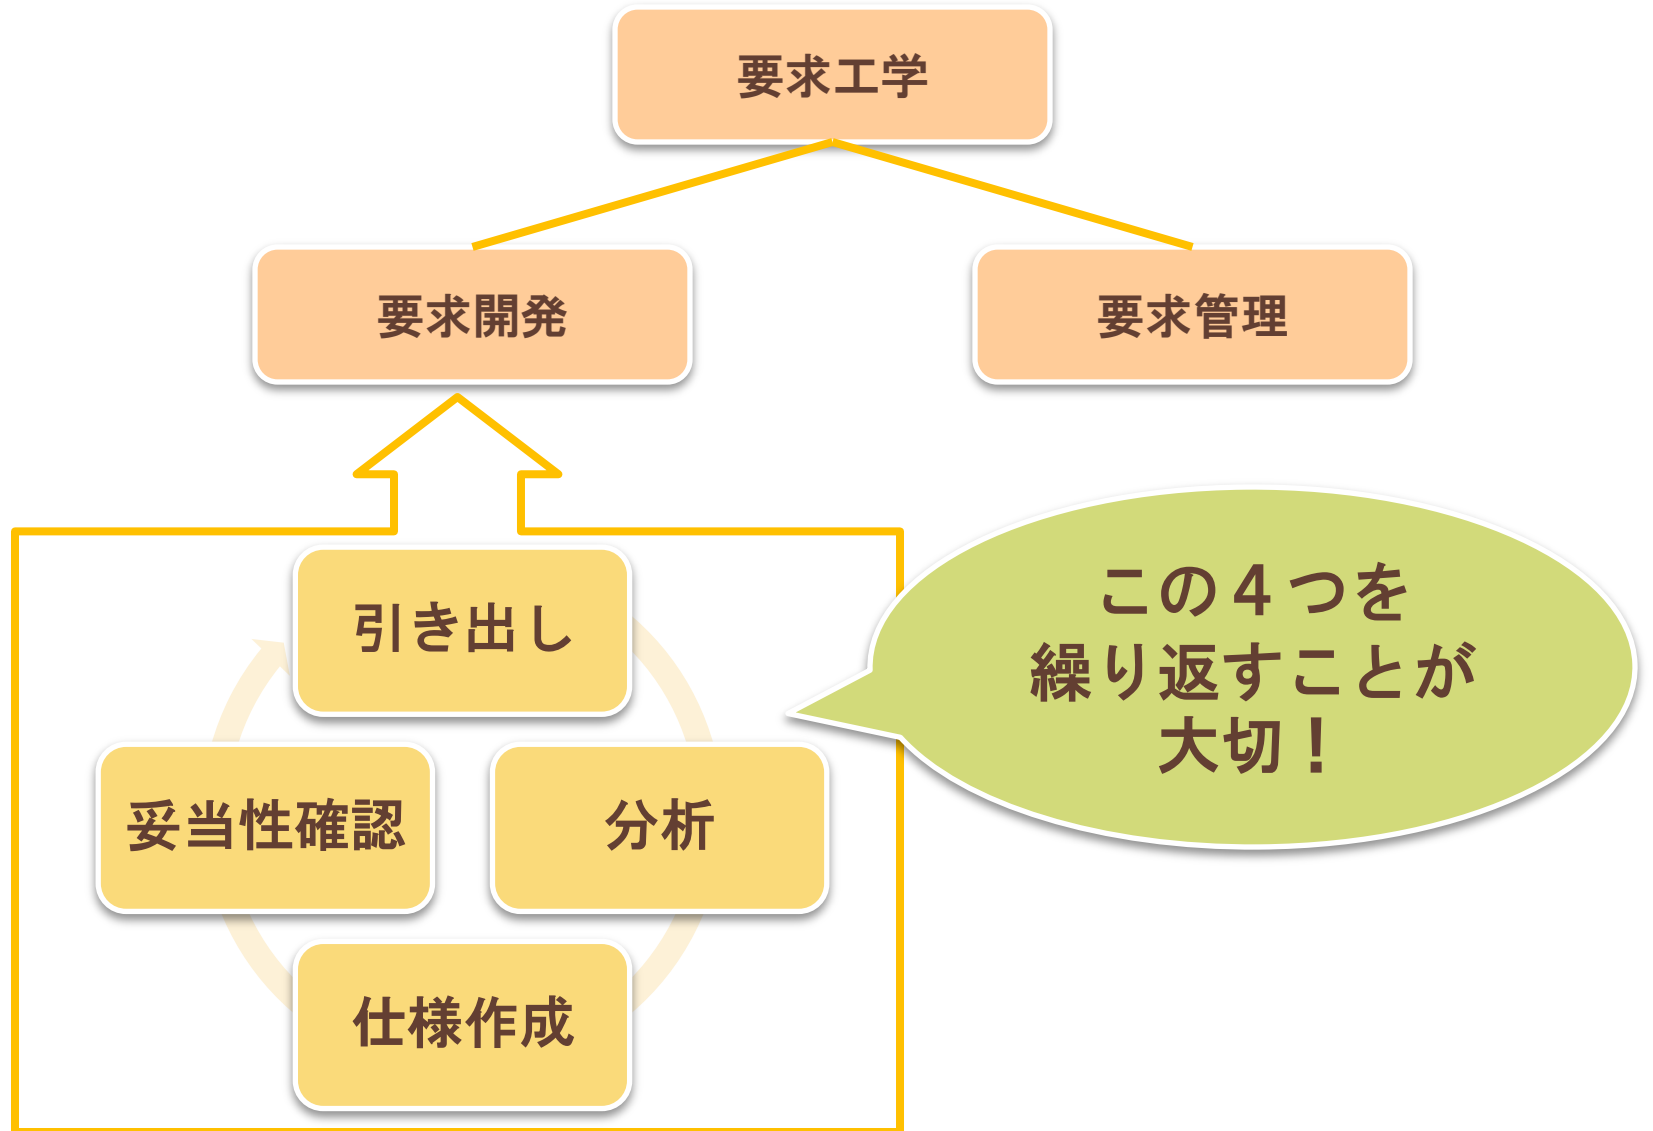 要求工学
要求開発
要求管理
引き出し
分析
仕様作成
妥当性確認
この４つを
繰り返すことが
大切！